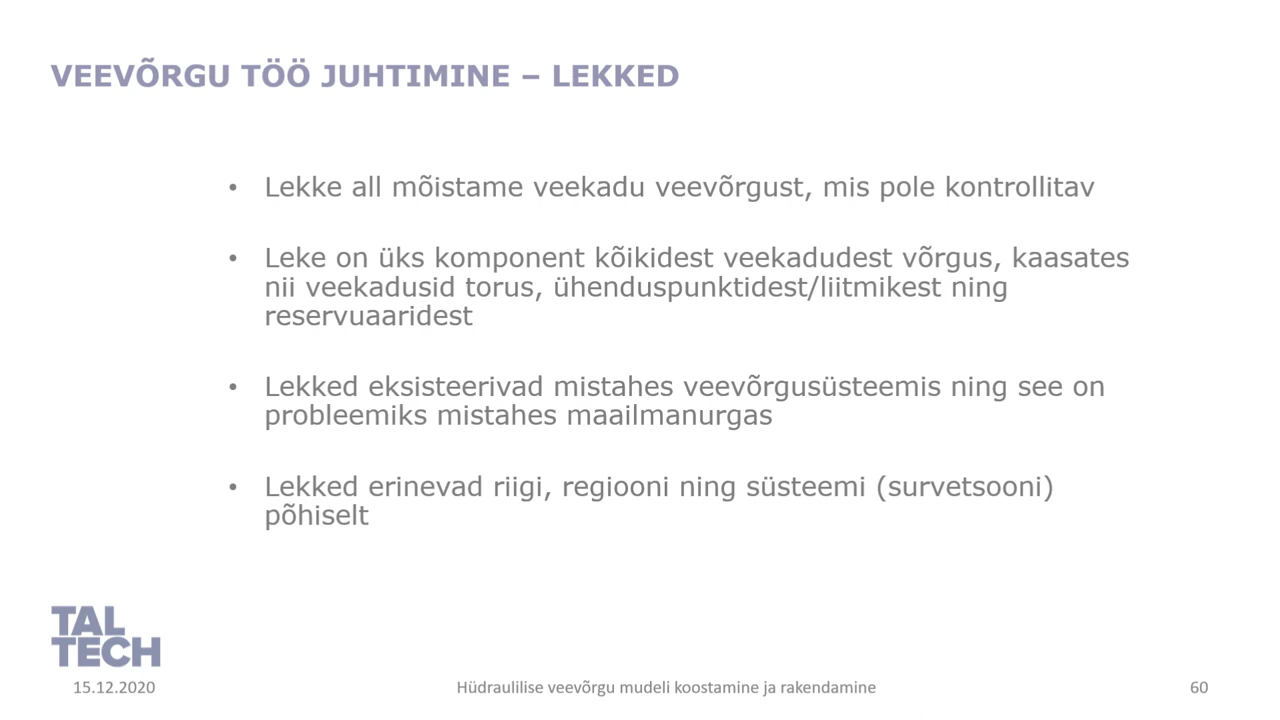 VEEVÕRGU TÖÖ JUHTIMINE – LEKKED
• Lekke all mõistame veekadu veevõrgust, mis pole kontrollitav
• Leke on üks komponent kõikidest veekadudest võrgus, kaasates
nii veekadusid torus, ühenduspunktidest/liitmikest ning
reservuaaridest
• Lekked eksisteerivad mistahes veevõrgusüsteemis ning see on
probleemiks mistahes maailmanurgas
• Lekked erinevad riigi, regiooni ning süsteemi (survetsooni)
põhiselt
TAL
TECH
15.12.2020 Hüdraulilise veevõrgu mudeli koostamine ja rakendamine 60